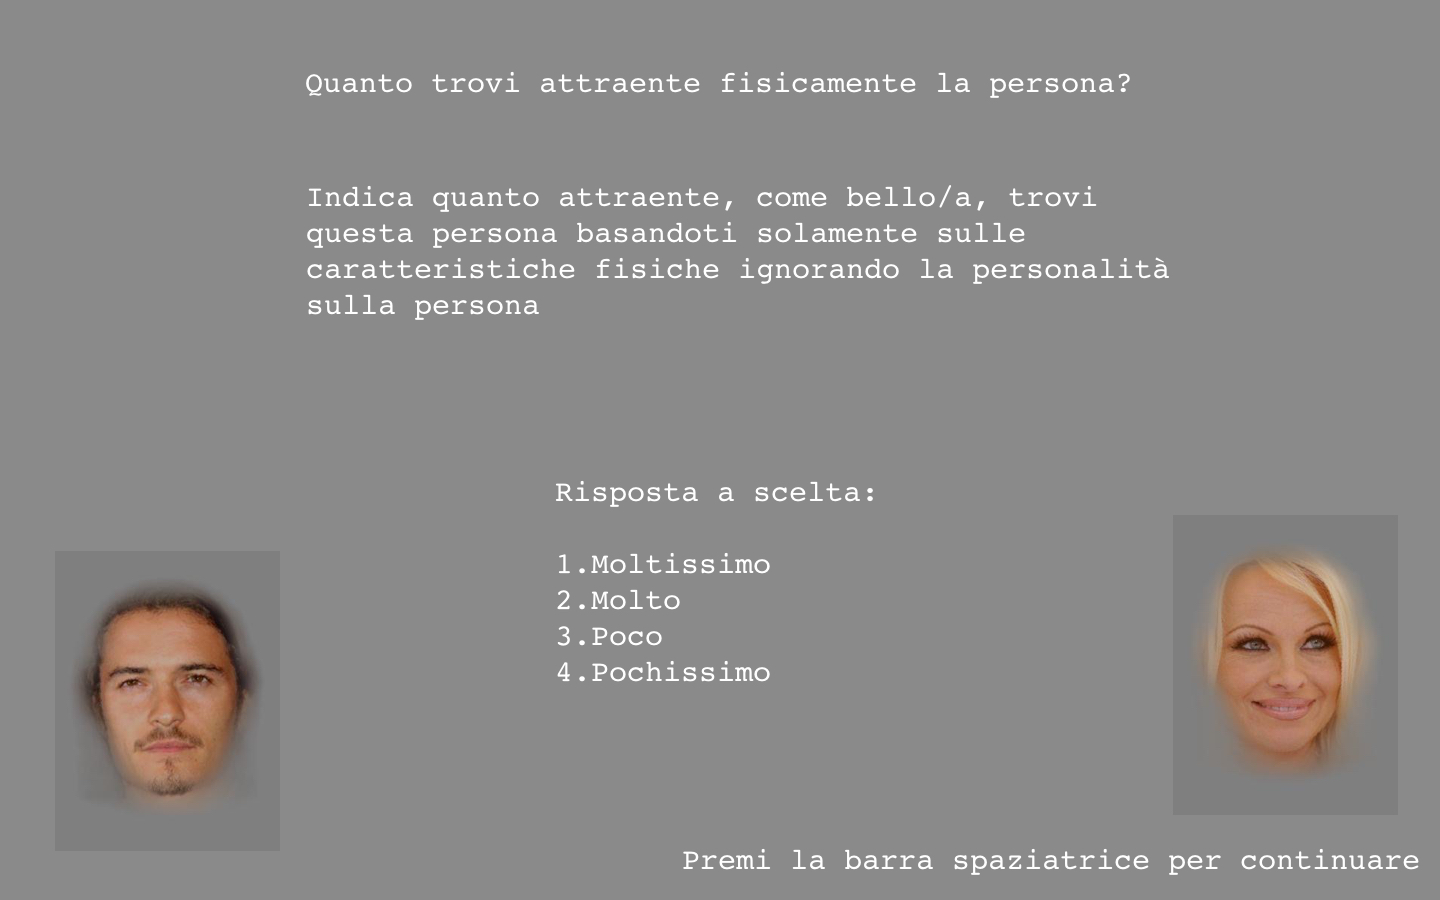 Quanto trovi attraente fisicamente la persona?
Indica quanto attraente, come bello/a, trovi
questa persona basandoti solamente sulle
caratteristiche fisiche ignorando la personalità
sulla persona
Risposta a scelta:
1.Moltissimo
2.Molto
3.Poco
4.Pochissimo
Premi la barra spaziatrice per continuare